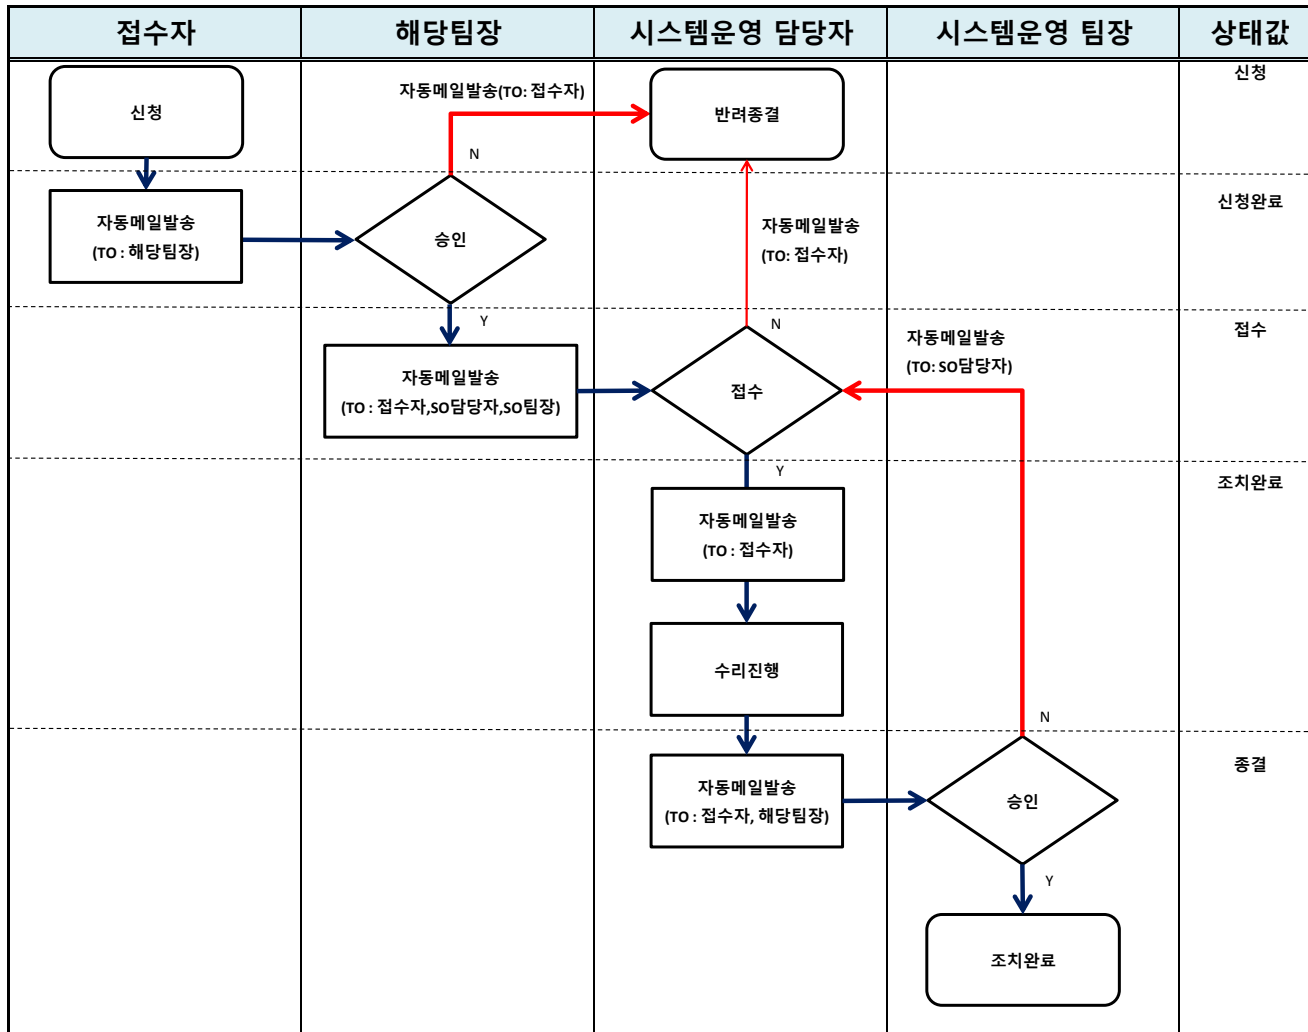 접수자
해당팀장
시스템운영 담당자
시스템운영 팀장
상태값
신청
자동메일발송(TO: 접수자)
반려종결
신청
N
자동메일발송
(TO : 해당팀장)
승인
자동메일발송
(TO: 접수자)
신청완료
Y
N
자동메일발송
(TO : 접수자,SO담당자,SO팀장)
접수
자동메일발송
(TO: SO담당자)
접수
Y
자동메일발송
(TO : 접수자)
조치완료
수리진행
N
자동메일발송
(TO : 접수자, 해당팀장)
승인
종결
Y
조치완료